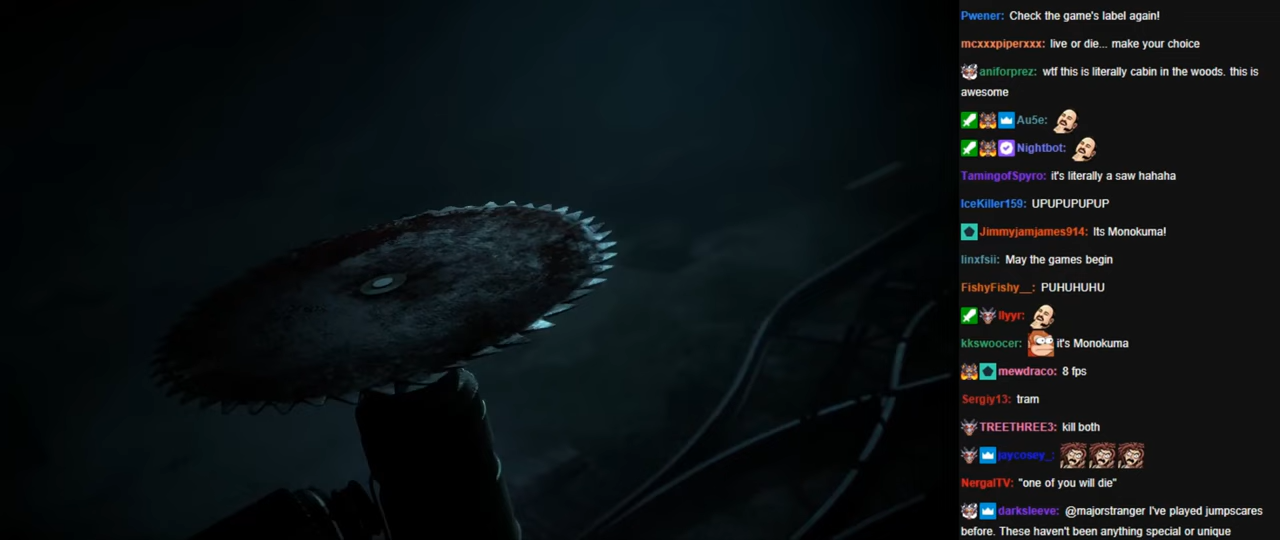 Pwener: Check the game's label again!
mcxxxpiperxxx: live or die... make your choice
aniforprez: wtf this is literally cabin in the woods. this is
awesome
Au5e:
Nightbot:
TamingofSpyro: it's literally a saw hahaha
IceKiller159: UPUPUPUPUP
Jimmyjamjames914: Its Monokuma!
linxfsii: May the games begin
FishyFishy__: PUHUHUHU
llyyr:
kkswoocer: it's Monokuma
mewdraco: 8 fps
Sergiy13: tram
TREETHREE3: kill both
jaycosey_:
NergalTV: "one of you will die"
darksleeve: @majorstranger I've played jumpscares
before. These haven't been anything special or unique